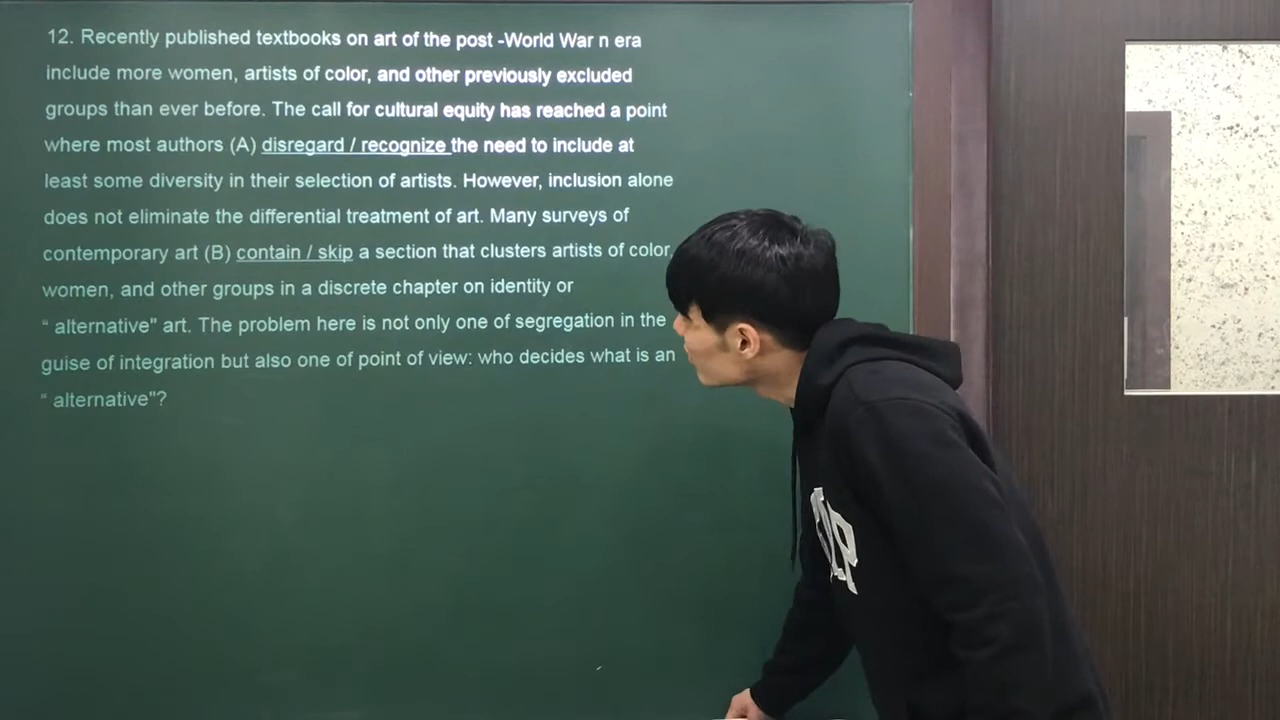 12. Recently published textbooks on art of the post -World War n era
include more women, artists of color, and other previously excluded
groups than ever before. The call for cultural equity has reached a point
where most authors (A) disregard / recognize the need to include at
least some diversity in their selection of artists. However, inclusion alone
does not eliminate the differential treatment of art. Many surveys of
contemporary art (B) contain / skip a section that clusters artists of color,
women, and other groups in a discrete chapter on identity or
“ alternative" art. The problem here is not only one of segregation in the
guise of integration but also one of point of view: who decides what is an
“ alternative"?